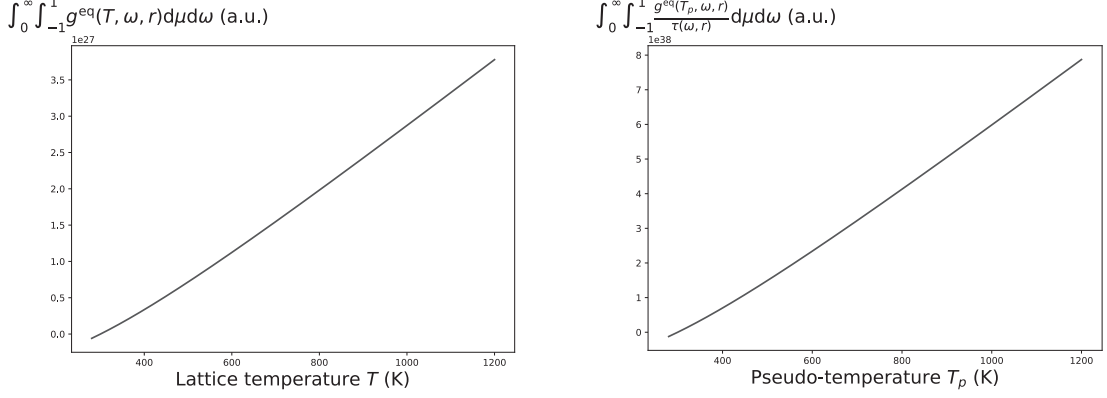 ∫₀^∞ ∫₋₁^1 g^eq(T, ω, r)dμdω (a.u.)
1e27
3.5
3.0
2.5
2.0
1.5
1.0
0.5
0.0
400 600 800 1000 1200
Lattice temperature T (K)
∫₀^∞ ∫₋₁^1 g^eq(T_p, ω, r)/τ(ω, r) dμdω (a.u.)
1e38
8
7
6
5
4
3
2
1
0
400 600 800 1000 1200
Pseudo-temperature T_p (K)